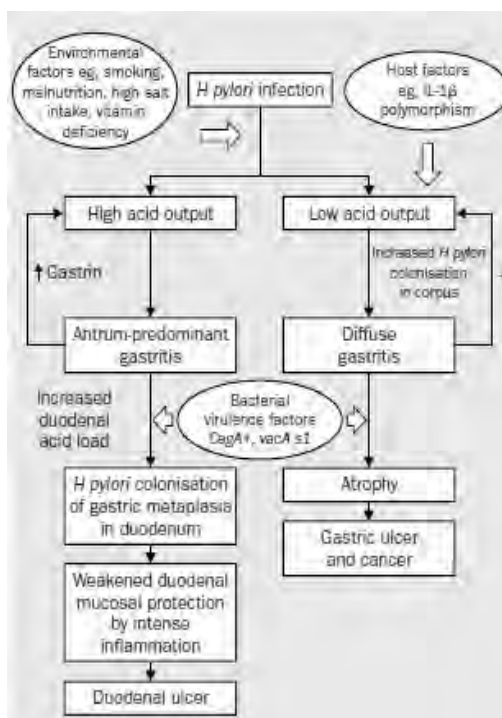 Environmental
factors eg, smoking,
malnutrition, high salt
intake, vitamin
deficiency
H pylori infection
Host factors
eg, IL-1β
polymorphism
High acid output
Low acid output
↑ Gastrin
Increased H pylori
colonisation
in corpus
Antrum-predominant
gastritis
Diffuse
gastritis
Increased
duodenal
acid load
Bacterial
virulence factors
CagA+, vacA s1
H pylori colonisation
of gastric metaplasia
in duodenum
Atrophy
Gastric ulcer
and cancer
Weakened duodenal
mucosal protection
by intense
inflammation
Duodenal ulcer